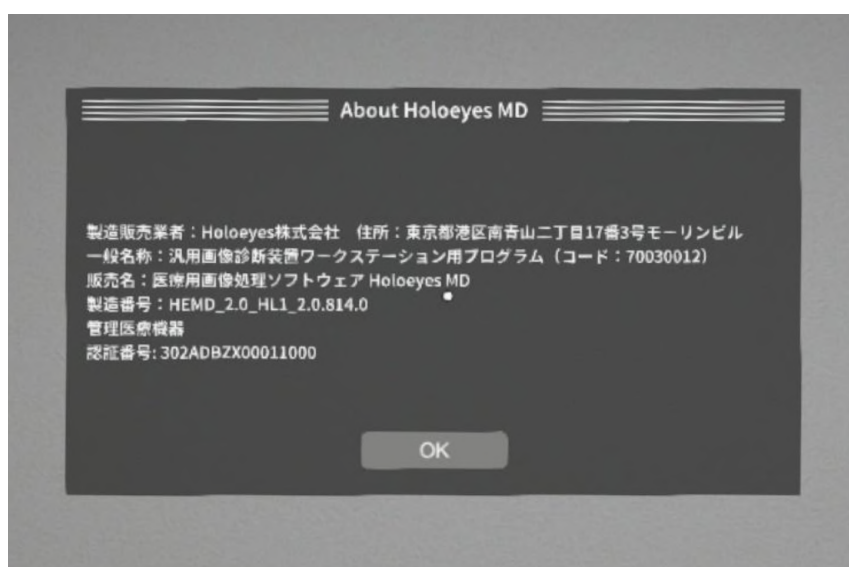 About Holoeyes MD
製造販売業者：Holoeyes株式会社　住所：東京都港区南青山二丁目17番3号モーリンビル
一般名称：汎用画像診断装置ワークステーション用プログラム（コード：70030012）
販売名：医療用画像処理ソフトウェア Holoeyes MD
製造番号：HEMD_2.0_HL1_2.0.814.0
管理医療機器
認証番号: 302ADBZX00011000
OK